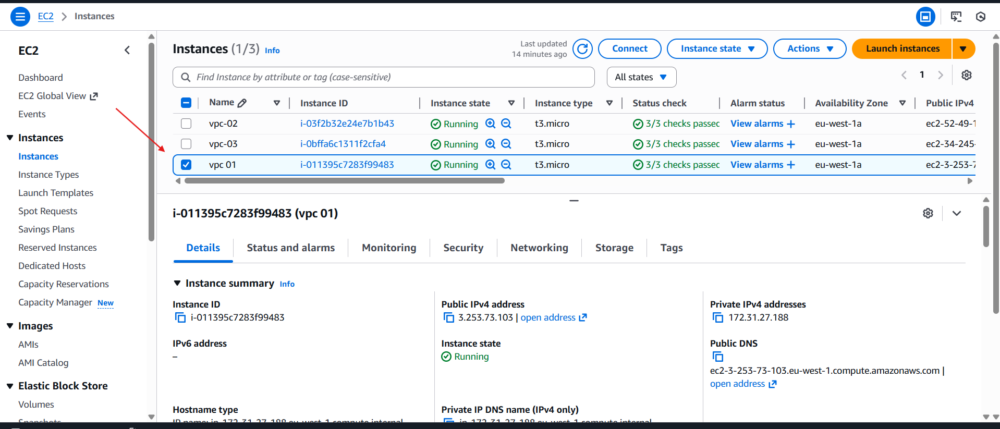 EC2 > Instances
EC2
Dashboard
EC2 Global View
Events
Instances
Instances
Instance Types
Launch Templates
Spot Requests
Savings Plans
Reserved Instances
Dedicated Hosts
Capacity Reservations
Capacity Manager New
Images
AMIs
AMI Catalog
Elastic Block Store
Volumes
Snapshots
Instances (1/3) Info
Last updated
14 minutes ago
Connect
Instance state
Actions
Launch instances
Find Instance by attribute or tag (case-sensitive)
All states
1
Name Instance ID Instance state Instance type Status check Alarm status Availability Zone Public IPv4
vpc-02 i-03f2b32e24e7b1b43 Running t3.micro 3/3 checks passed View alarms + eu-west-1a ec2-52-49-1
vpc-03 i-0bffa6c1311f2cfa4 Running t3.micro 3/3 checks passed View alarms + eu-west-1a ec2-34-245-
vpc 01 i-011395c7283f99483 Running t3.micro 3/3 checks passed View alarms + eu-west-1a ec2-3-253-7
i-011395c7283f99483 (vpc 01)
Details Status and alarms Monitoring Security Networking Storage Tags
Instance summary Info
Instance ID
i-011395c7283f99483
Public IPv4 address
3.253.73.103 | open address
Private IPv4 addresses
172.31.27.188
IPv6 address
–
Instance state
Running
Public DNS
ec2-3-253-73-103.eu-west-1.compute.amazonaws.com |
open address
Hostname type
IP name: ip-172-31-27-188.eu-west-1.compute.internal
Private IP DNS name (IPv4 only)
ip-172-31-27-188.eu-west-1.compute.internal